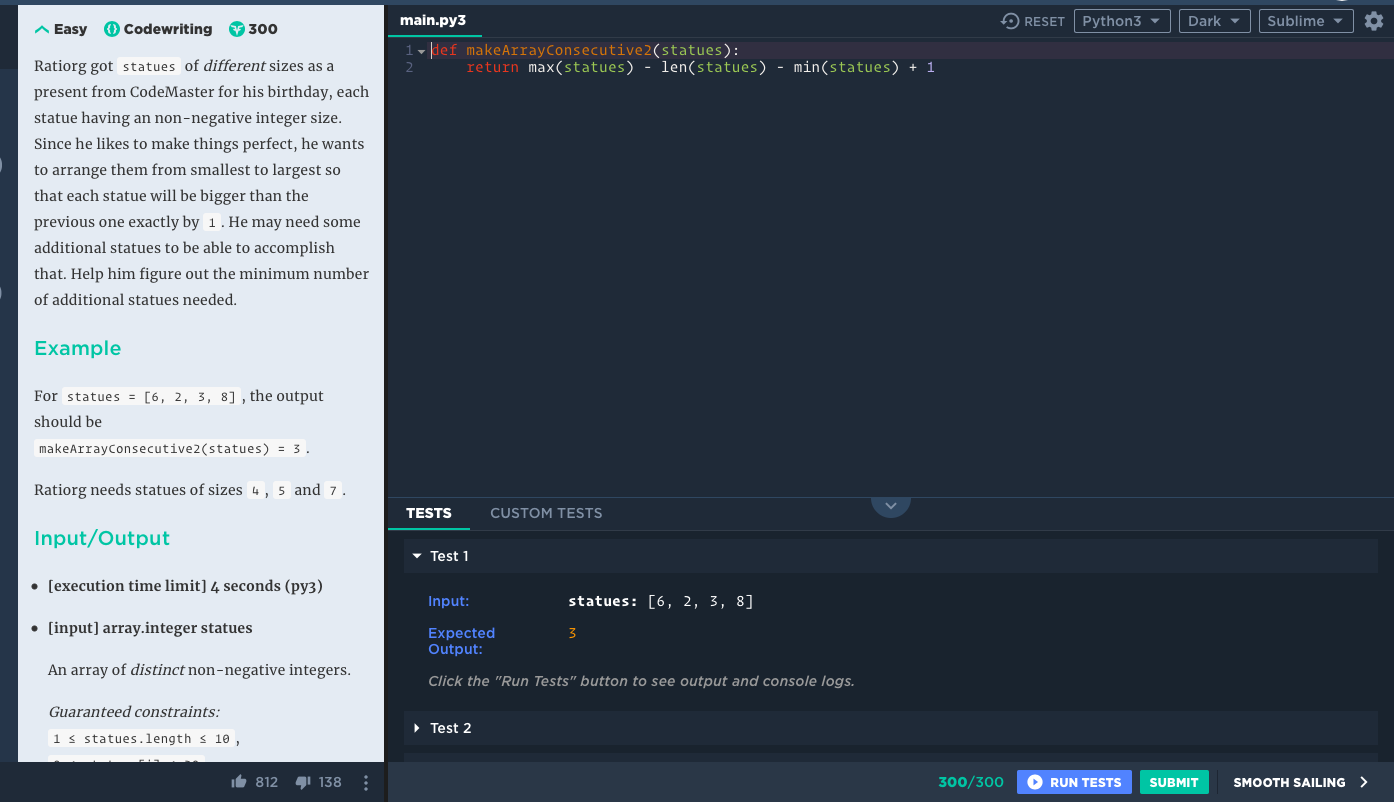 Easy Codewriting 300
Ratiorg got statues of different sizes as a
present from CodeMaster for his birthday, each
statue having an non-negative integer size.
Since he likes to make things perfect, he wants
to arrange them from smallest to largest so
that each statue will be bigger than the
previous one exactly by 1. He may need some
additional statues to be able to accomplish
that. Help him figure out the minimum number
of additional statues needed.
Example
For statues = [6, 2, 3, 8], the output
should be
makeArrayConsecutive2(statues) = 3.
Ratiorg needs statues of sizes 4, 5 and 7.
Input/Output
[execution time limit] 4 seconds (py3)
[input] array.integer statues
An array of distinct non-negative integers.
Guaranteed constraints:
1 ≤ statues.length ≤ 10,
812 138
main.py3
RESET Python3 Dark Sublime
1 def makeArrayConsecutive2(statues):
2 return max(statues) - len(statues) - min(statues) + 1
TESTS CUSTOM TESTS
Test 1
Input: statues: [6, 2, 3, 8]
Expected 3
Output:
Click the "Run Tests" button to see output and console logs.
Test 2
300/300 RUN TESTS SUBMIT SMOOTH SAILING